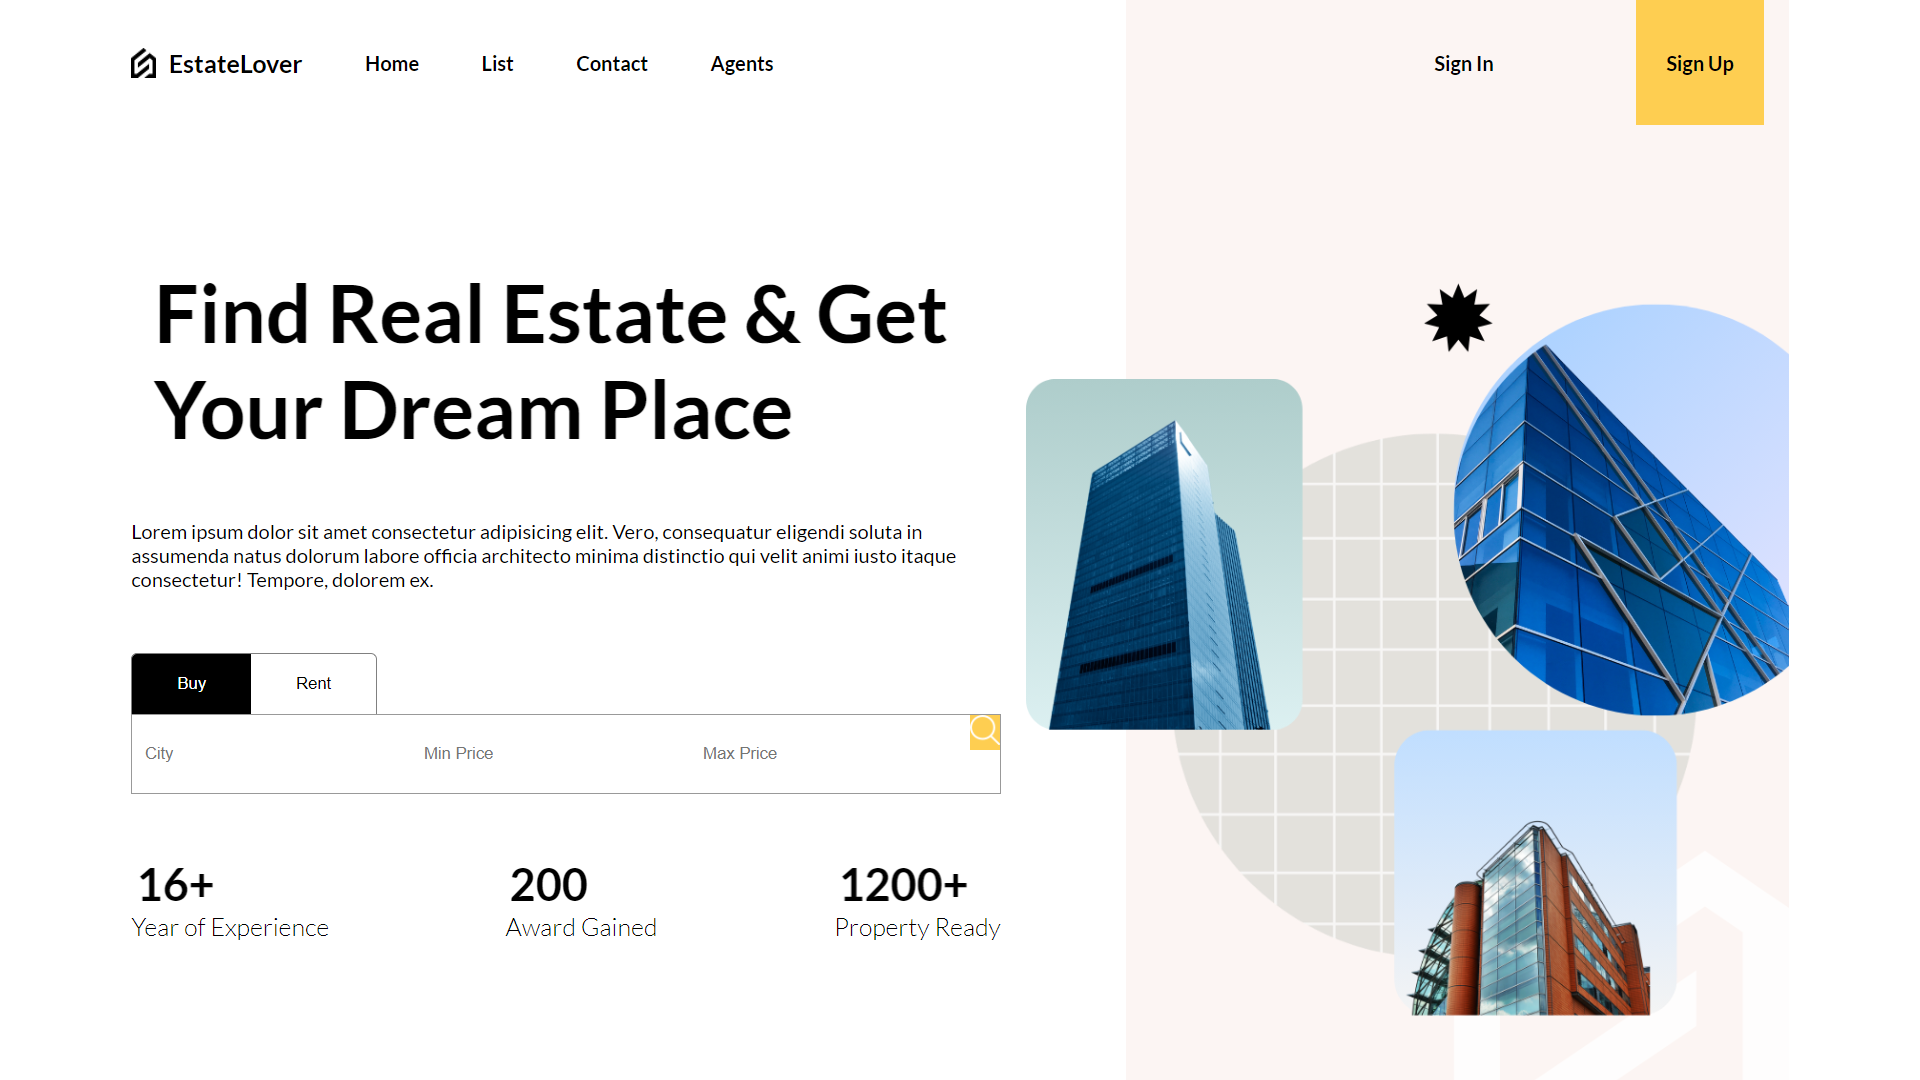 EstateLover Home List Contact Agents Sign In Sign Up
Find Real Estate & Get
Your Dream Place
Lorem ipsum dolor sit amet consectetur adipisicing elit. Vero, consequatur eligendi soluta in
assumenda natus dolorum labore officia architecto minima distinctio qui velit animi iusto itaque
consectetur! Tempore, dolorem ex.
Buy Rent
City Min Price Max Price
16+ 200 1200+
Year of Experience Award Gained Property Ready